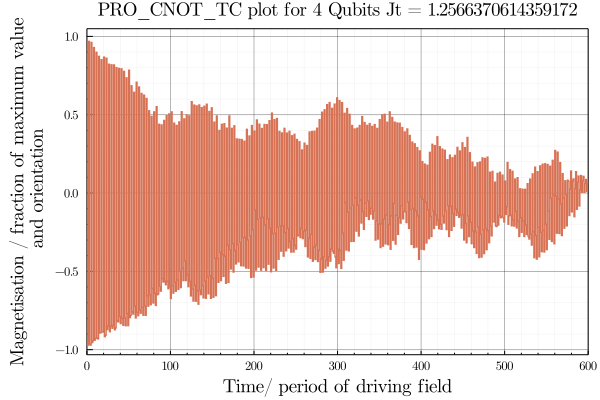 PRO_CNOT_TC plot for 4 Qubits Jt = 1.2566370614359172
Magnetisation / fraction of maximum value
and orientation
1.0
0.5
0.0
−0.5
−1.0
0 100 200 300 400 500 600
Time/ period of driving field